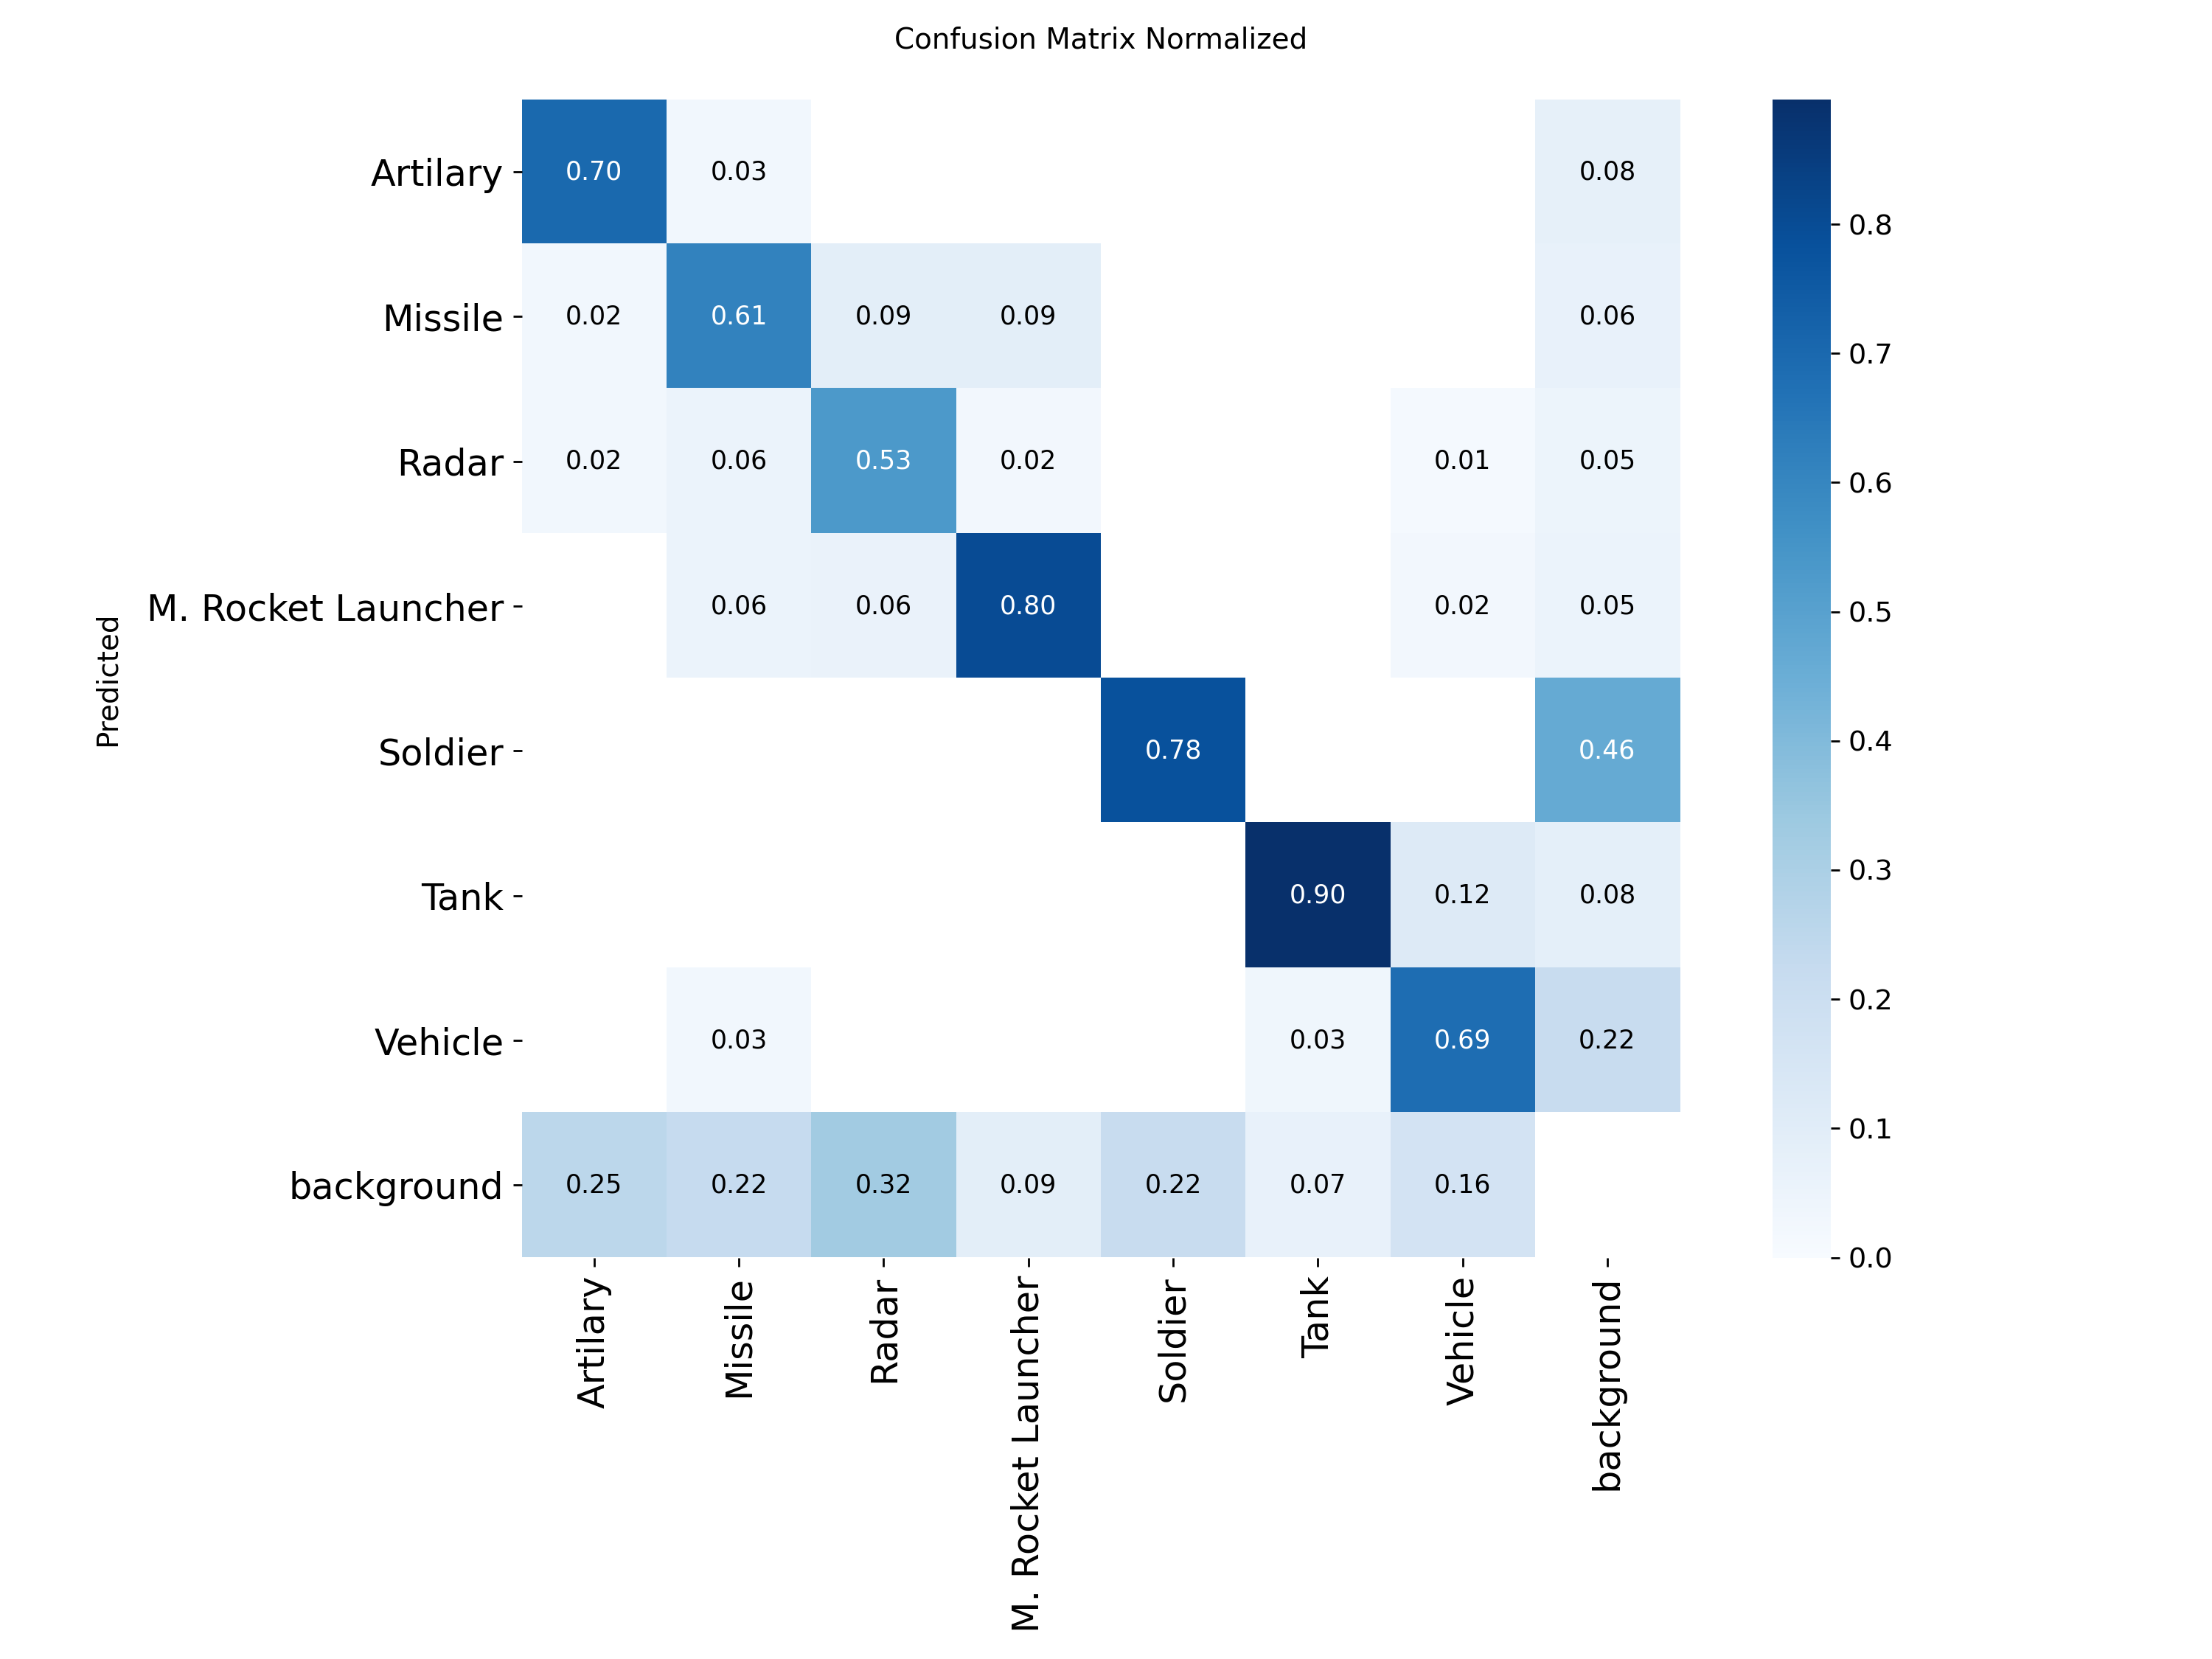 Confusion Matrix Normalized
Predicted
Artilary 0.70 0.03 0.08
Missile 0.02 0.61 0.09 0.09 0.06
Radar 0.02 0.06 0.53 0.02 0.01 0.05
M. Rocket Launcher 0.06 0.06 0.80 0.02 0.05
Soldier 0.78 0.46
Tank 0.90 0.12 0.08
Vehicle 0.03 0.03 0.69 0.22
background 0.25 0.22 0.32 0.09 0.22 0.07 0.16
Artilary
Missile
Radar
M. Rocket Launcher
Soldier
Tank
Vehicle
background
0.8
0.7
0.6
0.5
0.4
0.3
0.2
0.1
0.0